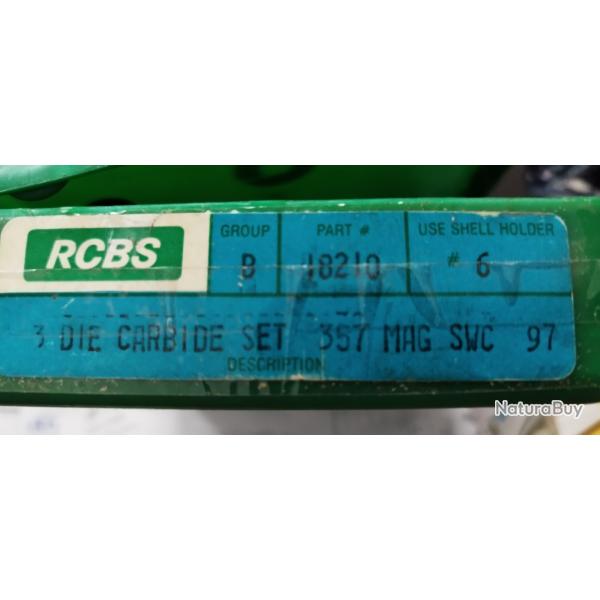 RCBS
GROUP PART # USE SHELL HOLDER
B 18210 # 6
3 DIE CARBIDE SET 357 MAG SWC 97
DESCRIPTION
NaturaBuy